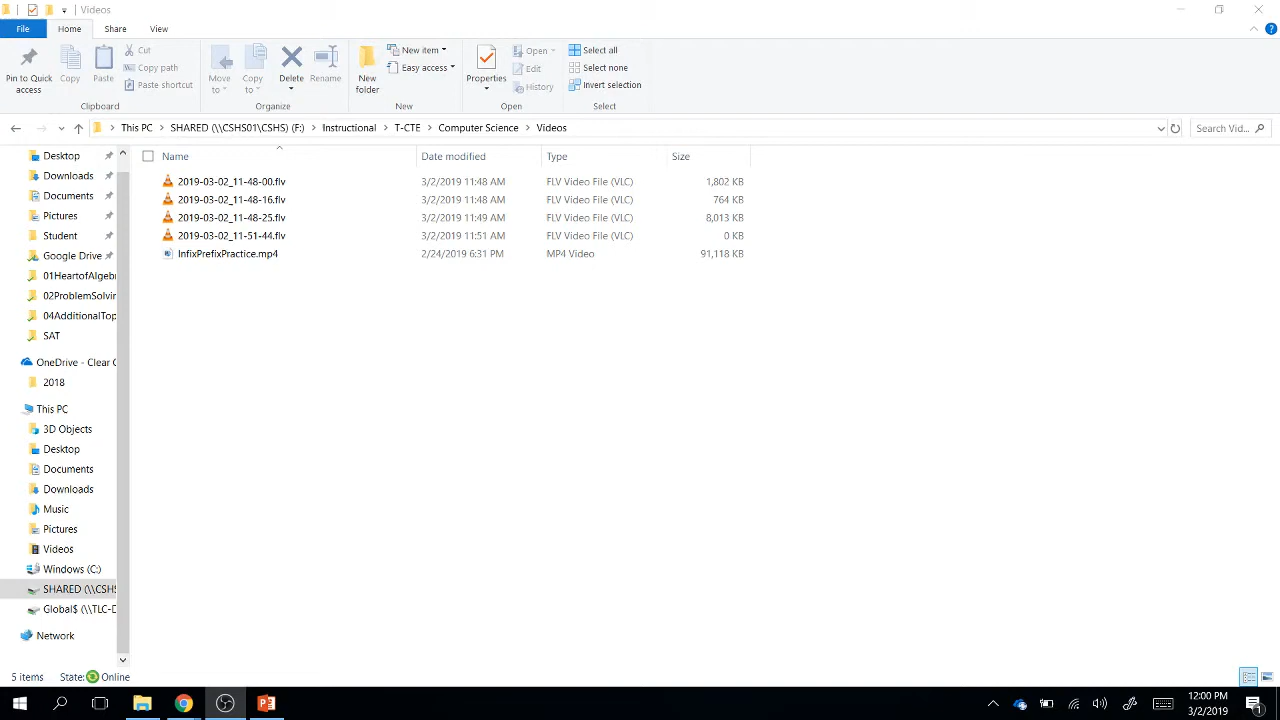 Videos
File
Home
Share
View
Pin to Quick access
Copy
Paste
Cut
Copy path
Paste shortcut
Clipboard
Move to
Copy to
Delete
Rename
Organize
New folder
New item
Easy access
New
Properties
Open
Edit
History
Open
Select all
Select none
Invert selection
Select
This PC
SHARED (\\CSHS01\CSHS) (F:)
Instructional
T-CTE
Computer Science
Videos
Search Vid...
Name Date modified Type Size
2019-03-02_11-48-00.flv 3/2/2019 11:48 AM FLV Video File (VLC) 1,802 KB
2019-03-02_11-48-16.flv 3/2/2019 11:48 AM FLV Video File (VLC) 764 KB
2019-03-02_11-48-25.flv 3/2/2019 11:49 AM FLV Video File (VLC) 8,013 KB
2019-03-02_11-51-44.flv 3/2/2019 11:51 AM FLV Video File (VLC) 0 KB
InfixPrefixPractice.mp4 2/24/2019 6:31 PM MP4 Video 91,118 KB
Desktop
Downloads
Documents
Pictures
Student
Google Drive
01HeartofAlgeb
02ProblemSolvin
04AdditionalTop
SAT
OneDrive - Clear C
2018
This PC
3D Objects
Desktop
Documents
Downloads
Music
Pictures
Videos
Windows (C:)
SHARED (\\CSHS
Global$ (\\TLC-D
Network
5 items State: Online
12:00 PM
3/2/2019